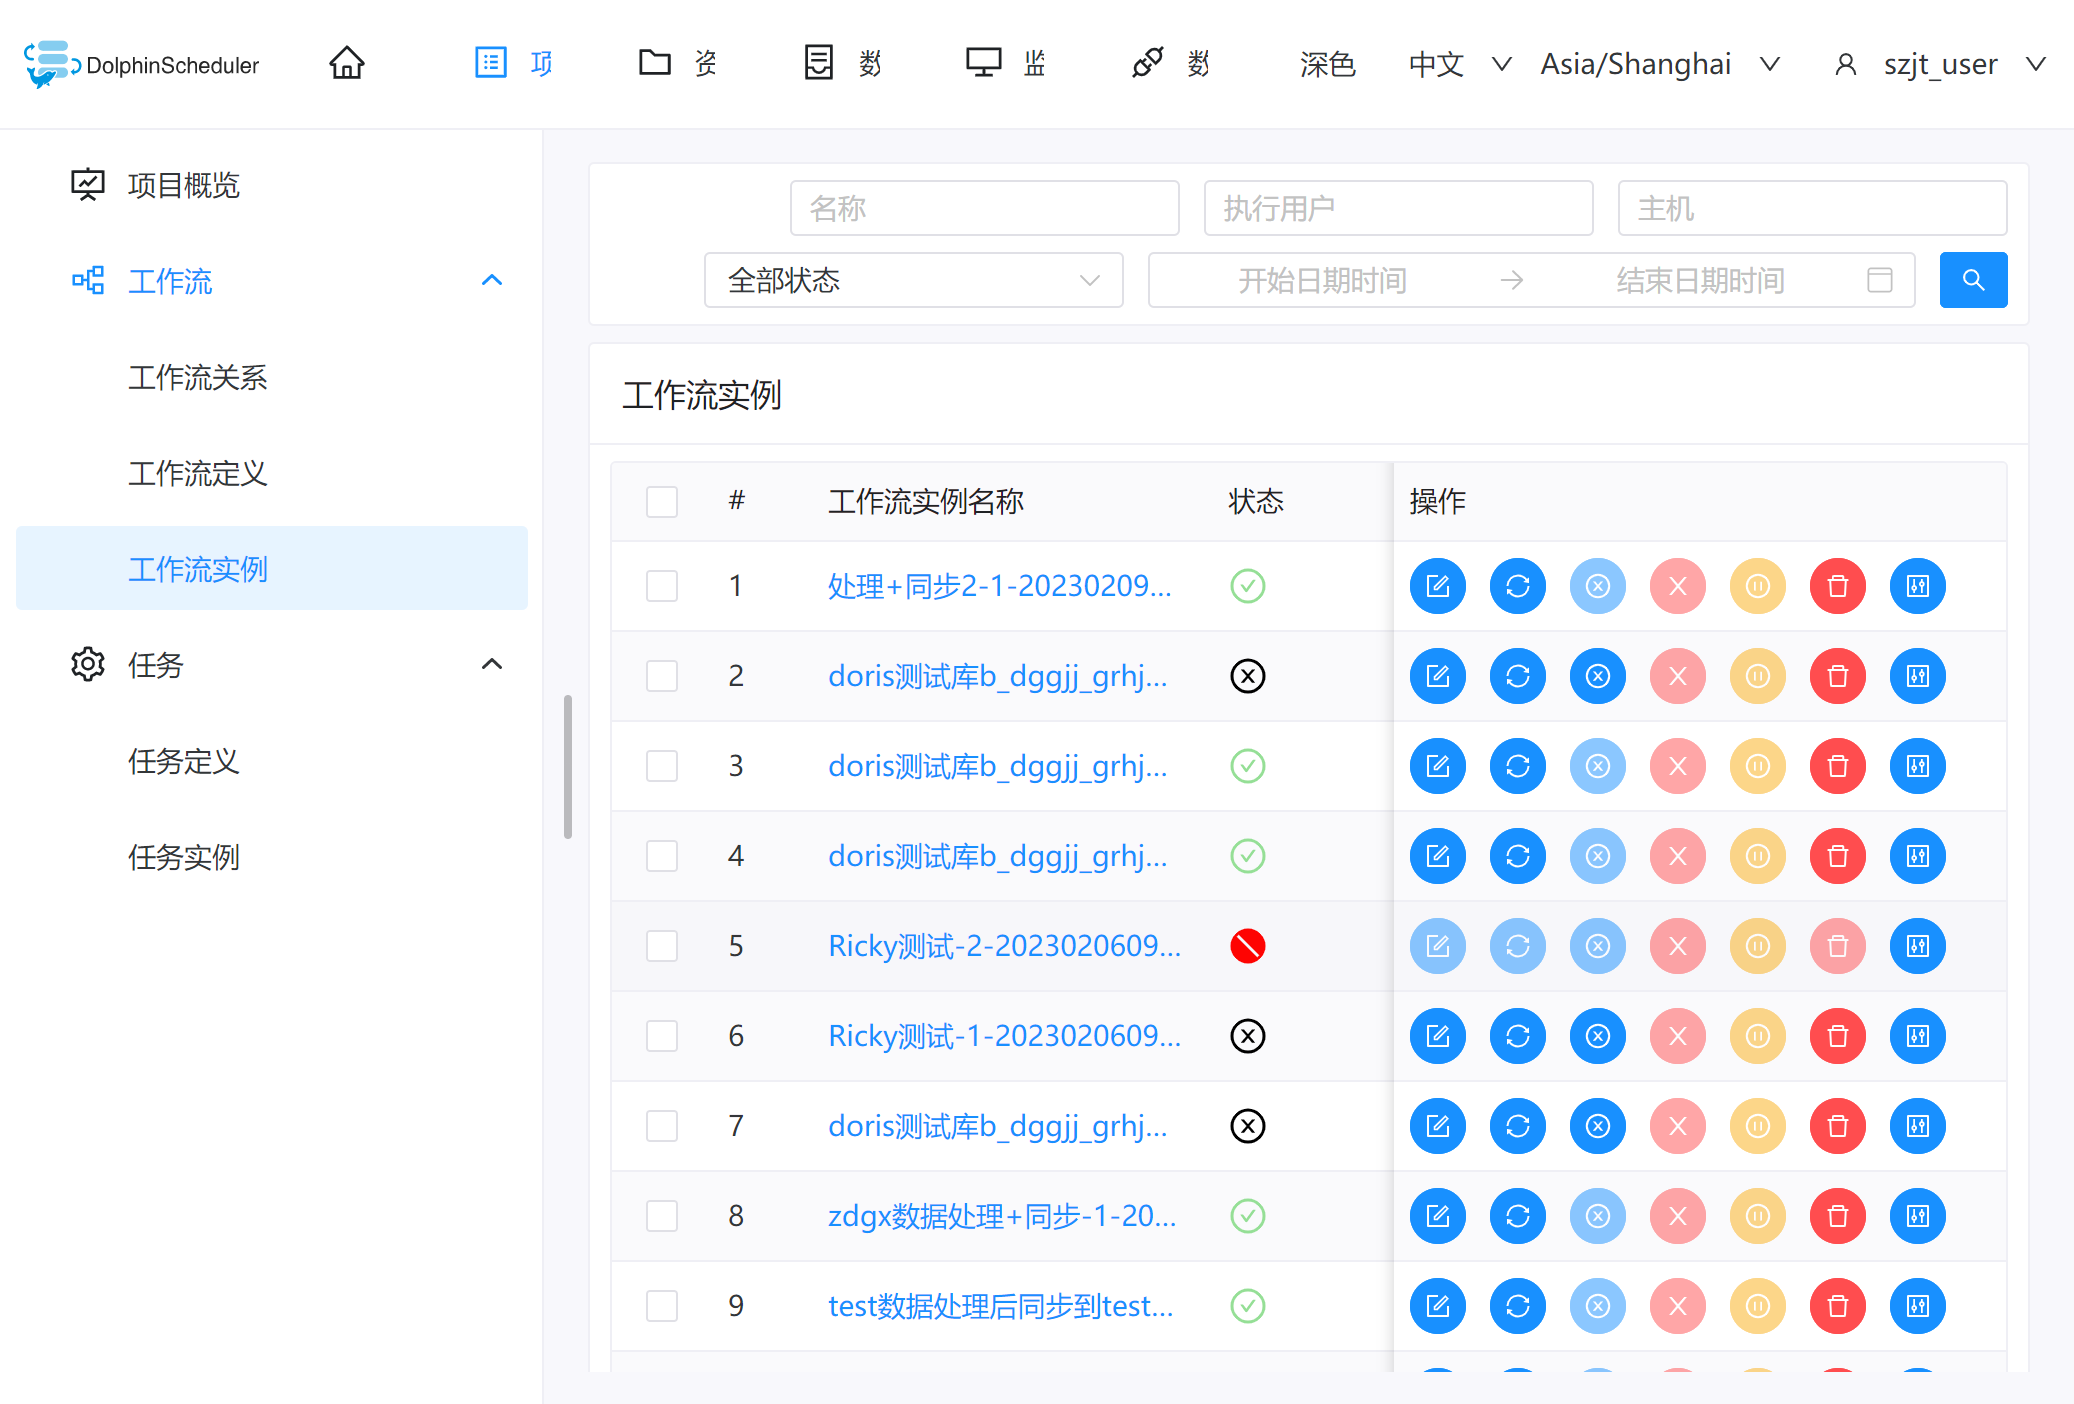 DolphinScheduler 项 资 数 监 数 深色 中文 Asia/Shanghai szjt_user
项目概览
工作流
工作流关系
工作流定义
工作流实例
任务
任务定义
任务实例
名称 执行用户 主机
全部状态 开始日期时间 → 结束日期时间
工作流实例
# 工作流实例名称 状态 操作
1 处理+同步2-1-20230209...
2 doris测试库b_dggjj_grhj...
3 doris测试库b_dggjj_grhj...
4 doris测试库b_dggjj_grhj...
5 Ricky测试-2-2023020609...
6 Ricky测试-1-2023020609...
7 doris测试库b_dggjj_grhj...
8 zdgx数据处理+同步-1-20...
9 test数据处理后同步到test...